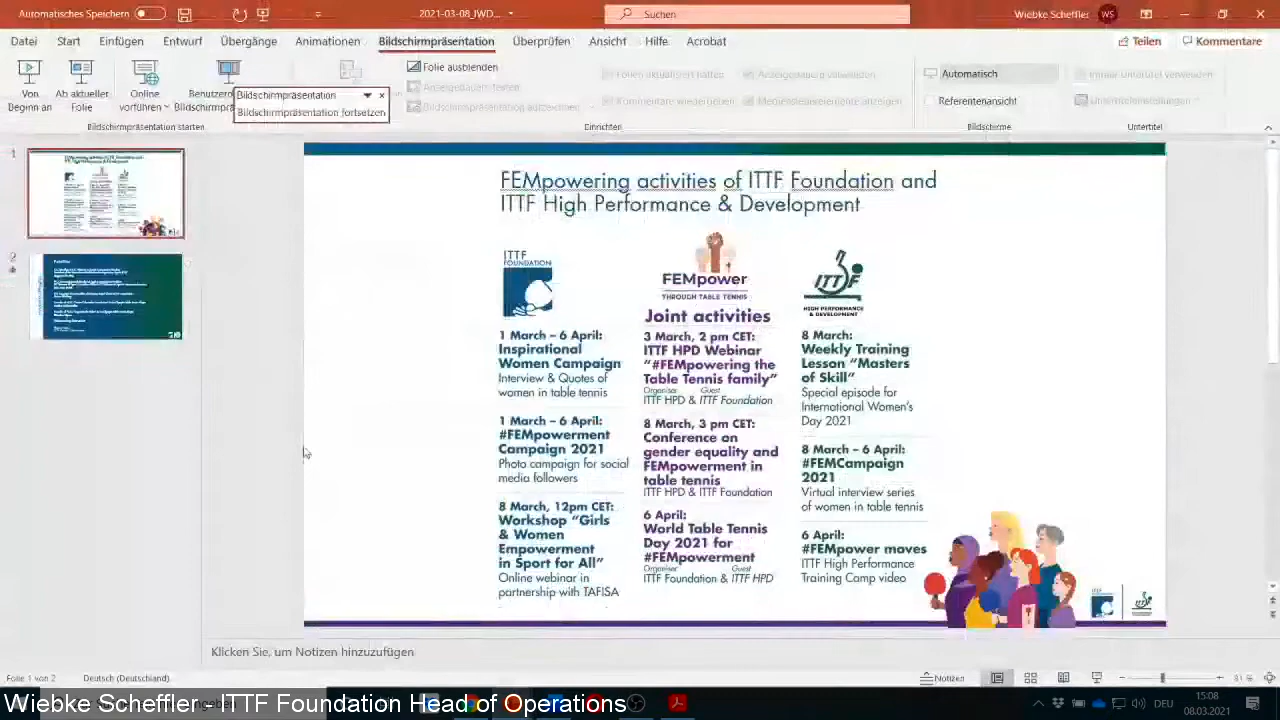 Automatisches Speichern
2021-03-08_JWD...
Suchen
Wiebke Scheffler
WS
Datei
Start
Einfügen
Entwurf
Übergänge
Animationen
Bildschirmpräsentation
Überprüfen
Ansicht
Hilfe
Acrobat
Teilen
Kommentare
Von
Beginn an
Ab aktueller
Folie
Online
vorführen
Bildschirmpräsentation
Bildschirmpräsentation fortsetzen
Bildschirmpräsentation starten
Folie ausblenden
Einrichten
Automatisch
Referentenansicht
Bildschirme
Untertitel
1
2
FEMpowering activities of ITTF Foundation and
ITTF High Performance & Development
ITTF
FOUNDATION
1 March – 6 April:
Inspirational
Women Campaign
Interview & Quotes of
women in table tennis
1 March – 6 April:
#FEMpowerment
Campaign 2021
Photo campaign for social
media followers
8 March, 12pm CET:
Workshop “Girls
& Women
Empowerment
in Sport for All”
Online webinar in
partnership with TAFISA
FEMpower
THROUGH TABLE TENNIS
Joint activities
3 March, 2 pm CET:
ITTF HPD Webinar
“#FEMpowering the
Table Tennis family”
Organiser Guest
ITTF HPD & ITTF Foundation
8 March, 3 pm CET:
Conference on
gender equality and
FEMpowerment in
table tennis
ITTF HPD & ITTF Foundation
6 April:
World Table Tennis
Day 2021 for
#FEMpowerment
Organiser Guest
ITTF Foundation & ITTF HPD
ITTF
HIGH PERFORMANCE
& DEVELOPMENT
8 March:
Weekly Training
Lesson “Masters
of Skill”
Special episode for
International Women’s
Day 2021
8 March – 6 April:
#FEMCampaign
2021
Virtual interview series
of women in table tennis
6 April:
#FEMpower moves
ITTF High Performance
Training Camp video
Klicken Sie, um Notizen hinzuzufügen
Folie 1 von 2
Deutsch (Deutschland)
Notizen
81 %
Wiebke Scheffler - ITTF Foundation Head of Operations
DEU
15:08
08.03.2021